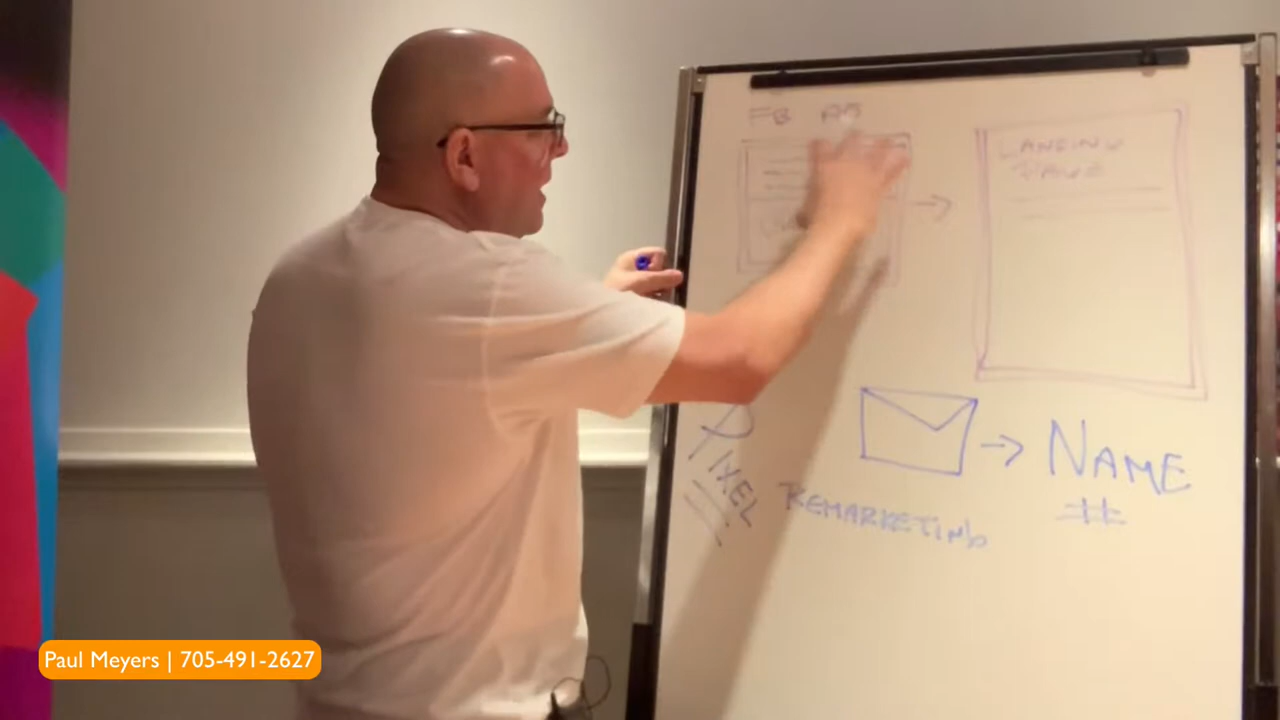 FB AD
LANDING
PAGE
NAME
#
PIXEL
REMARKETING
Paul Meyers | 705-491-2627